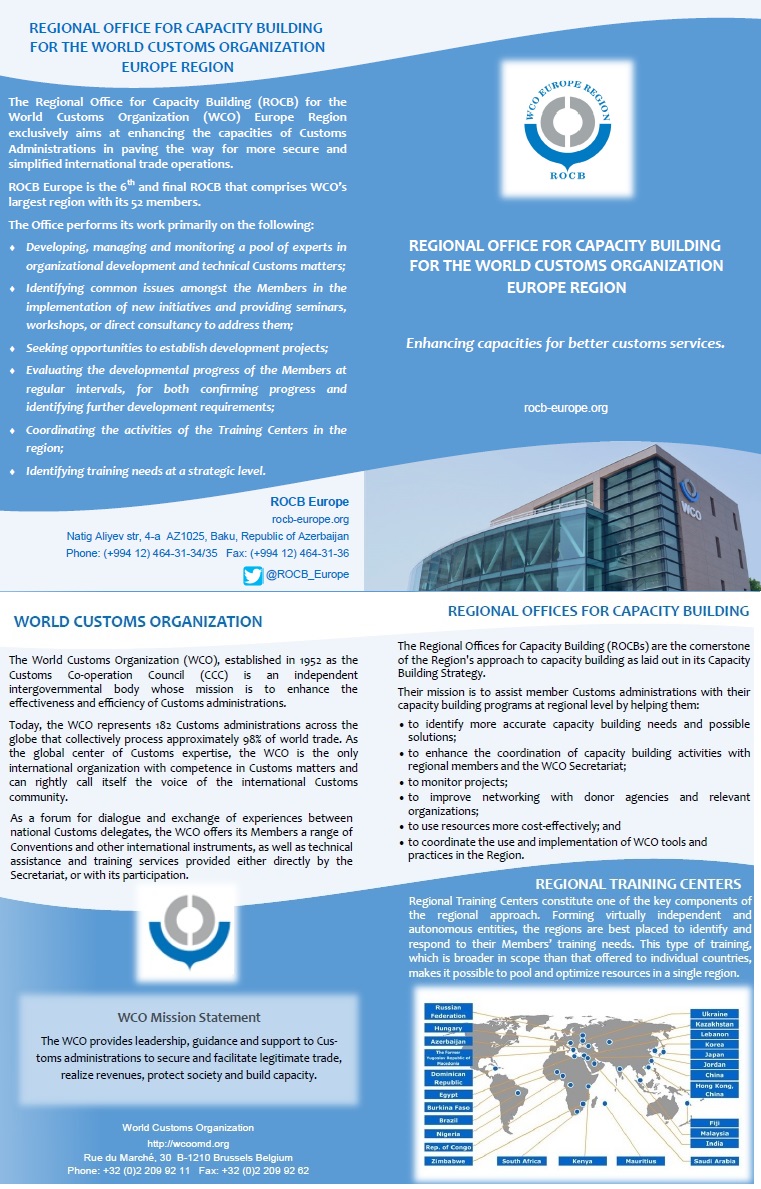 REGIONAL OFFICE FOR CAPACITY BUILDING
FOR THE WORLD CUSTOMS ORGANIZATION
EUROPE REGION
The Regional Office for Capacity Building (ROCB) for the
World Customs Organization (WCO) Europe Region
exclusively aims at enhancing the capacities of Customs
Administrations in paving the way for more secure and
simplified international trade operations.
ROCB Europe is the 6th and final ROCB that comprises WCO's
largest region with its 52 members.
The Office performs its work primarily on the following:
♦ Developing, managing and monitoring a pool of experts in
organizational development and technical Customs matters;
♦ Identifying common issues amongst the Members in the
implementation of new initiatives and providing seminars,
workshops, or direct consultancy to address them;
♦ Seeking opportunities to establish development projects;
♦ Evaluating the developmental progress of the Members at
regular intervals, for both confirming progress and
identifying further development requirements;
♦ Coordinating the activities of the Training Centers in the
region;
♦ Identifying training needs at a strategic level.
ROCB Europe
rocb-europe.org
Natig Aliyev str, 4-a AZ1025, Baku, Republic of Azerbaijan
Phone: (+994 12) 464-31-34/35 Fax: (+994 12) 464-31-36
@ROCB_Europe
WCO EUROPE REGION
ROCB
REGIONAL OFFICE FOR CAPACITY BUILDING
FOR THE WORLD CUSTOMS ORGANIZATION
EUROPE REGION
Enhancing capacities for better customs services.
rocb-europe.org
WCO
WORLD CUSTOMS ORGANIZATION
The World Customs Organization (WCO), established in 1952 as the
Customs Co-operation Council (CCC) is an independent
intergovernmental body whose mission is to enhance the
effectiveness and efficiency of Customs administrations.
Today, the WCO represents 182 Customs administrations across the
globe that collectively process approximately 98% of world trade. As
the global center of Customs expertise, the WCO is the only
international organization with competence in Customs matters and
can rightly call itself the voice of the international Customs
community.
As a forum for dialogue and exchange of experiences between
national Customs delegates, the WCO offers its Members a range of
Conventions and other international instruments, as well as technical
assistance and training services provided either directly by the
Secretariat, or with its participation.
WCO Mission Statement
The WCO provides leadership, guidance and support to Cus-
toms administrations to secure and facilitate legitimate trade,
realize revenues, protect society and build capacity.
World Customs Organization
http://wcoomd.org
Rue du Marché, 30 B-1210 Brussels Belgium
Phone: +32 (0)2 209 92 11 Fax: +32 (0)2 209 92 62
REGIONAL OFFICES FOR CAPACITY BUILDING
The Regional Offices for Capacity Building (ROCBs) are the cornerstone
of the Region's approach to capacity building as laid out in its Capacity
Building Strategy.
Their mission is to assist member Customs administrations with their
capacity building programs at regional level by helping them:
• to identify more accurate capacity building needs and possible
solutions;
• to enhance the coordination of capacity building activities with
regional members and the WCO Secretariat;
• to monitor projects;
• to improve networking with donor agencies and relevant
organizations;
• to use resources more cost-effectively; and
• to coordinate the use and implementation of WCO tools and
practices in the Region.
REGIONAL TRAINING CENTERS
Regional Training Centers constitute one of the key components of
the regional approach. Forming virtually independent and
autonomous entities, the regions are best placed to identify and
respond to their Members' training needs. This type of training,
which is broader in scope than that offered to individual countries,
makes it possible to pool and optimize resources in a single region.
Russian
Federation
Hungary
Azerbaijan
The Former
Yugoslav Republic of
Macedonia
Dominican
Republic
Egypt
Burkina Faso
Brazil
Nigeria
Rep. of Congo
Zimbabwe
South Africa
Kenya
Mauritius
Saudi Arabia
Ukraine
Kazakhstan
Lebanon
Korea
Japan
Jordan
China
Hong Kong,
China
Fiji
Malaysia
India